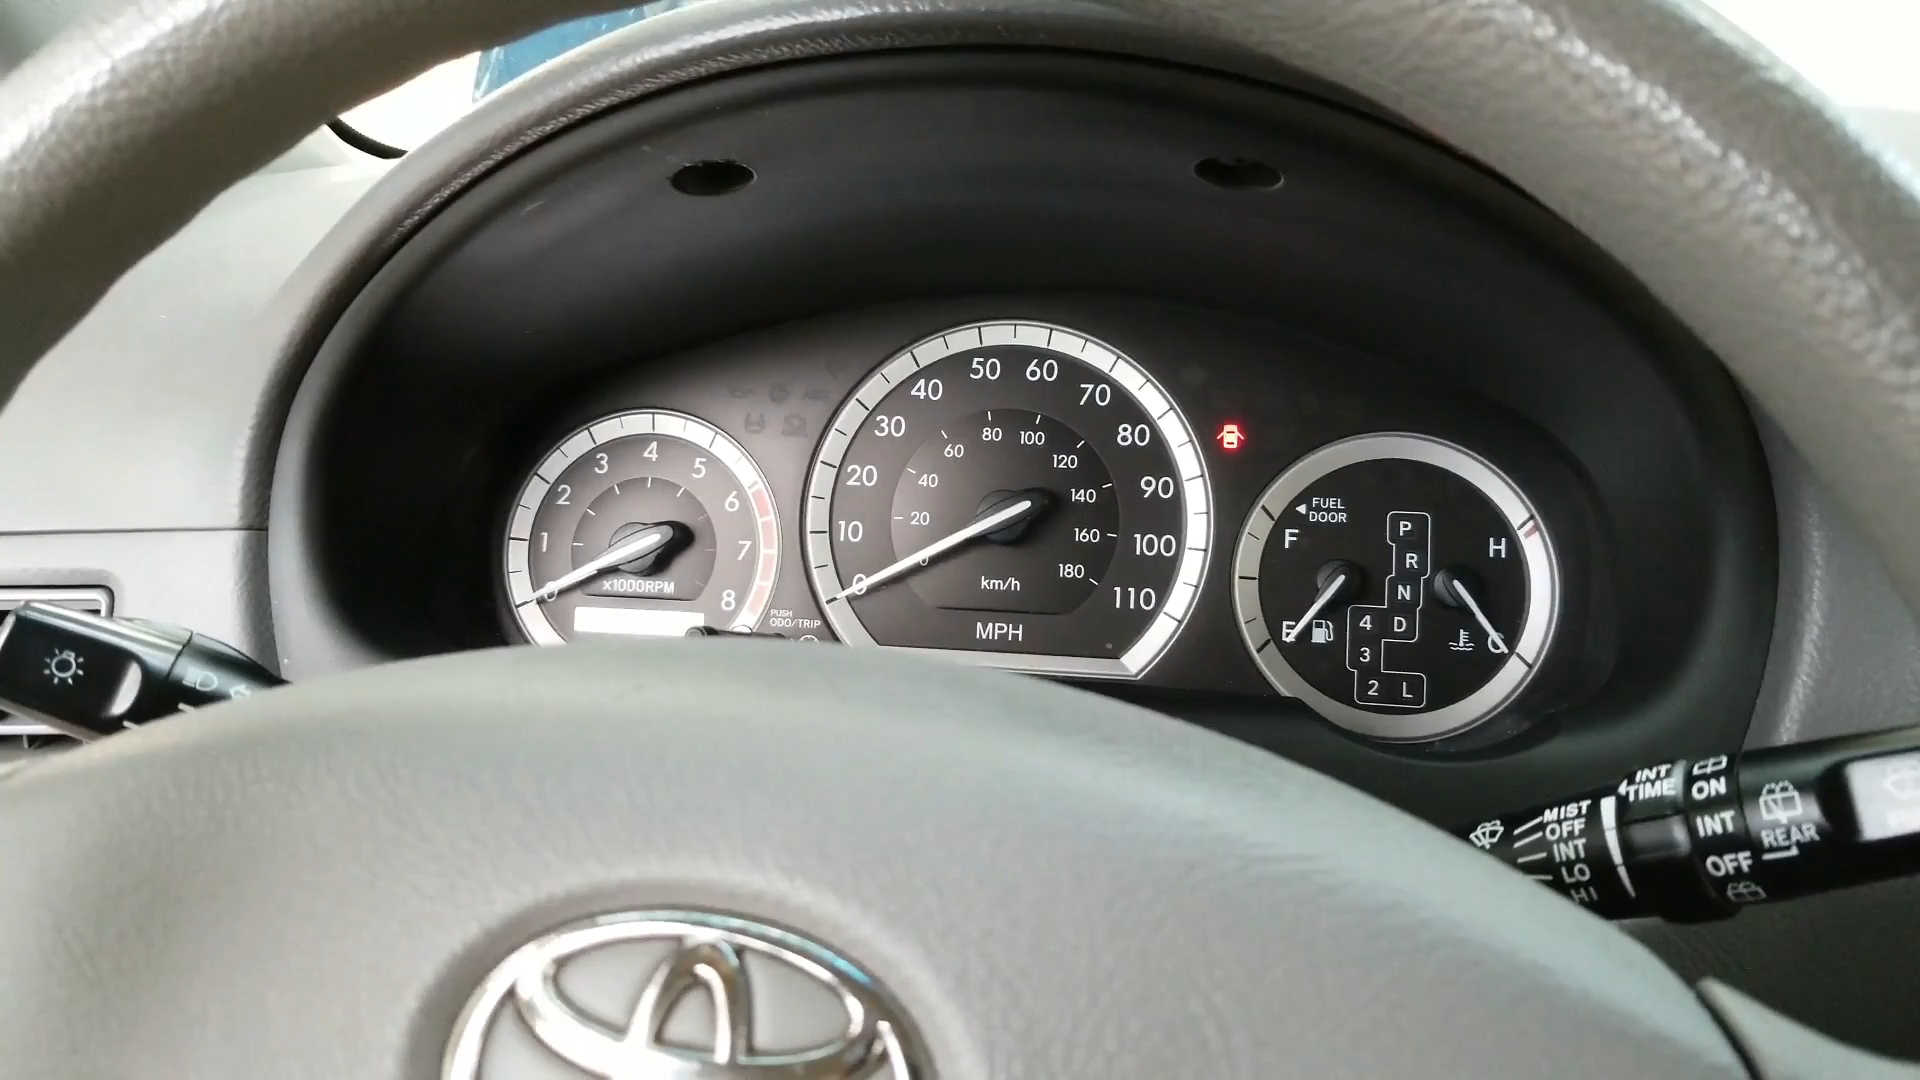 0 1 2 3 4 5 6 7 8
x1000RPM
PUSH
ODO/TRIP
0 10 20 30 40 50 60 70 80 90 100 110
0 20 40 60 80 100 120 140 160 180
km/h
MPH
FUEL
DOOR
F
E
H
C
P
R
N
4 D
3
2 L
INT
TIME
MIST
OFF
INT
LO
HI
ON
INT
OFF
REAR